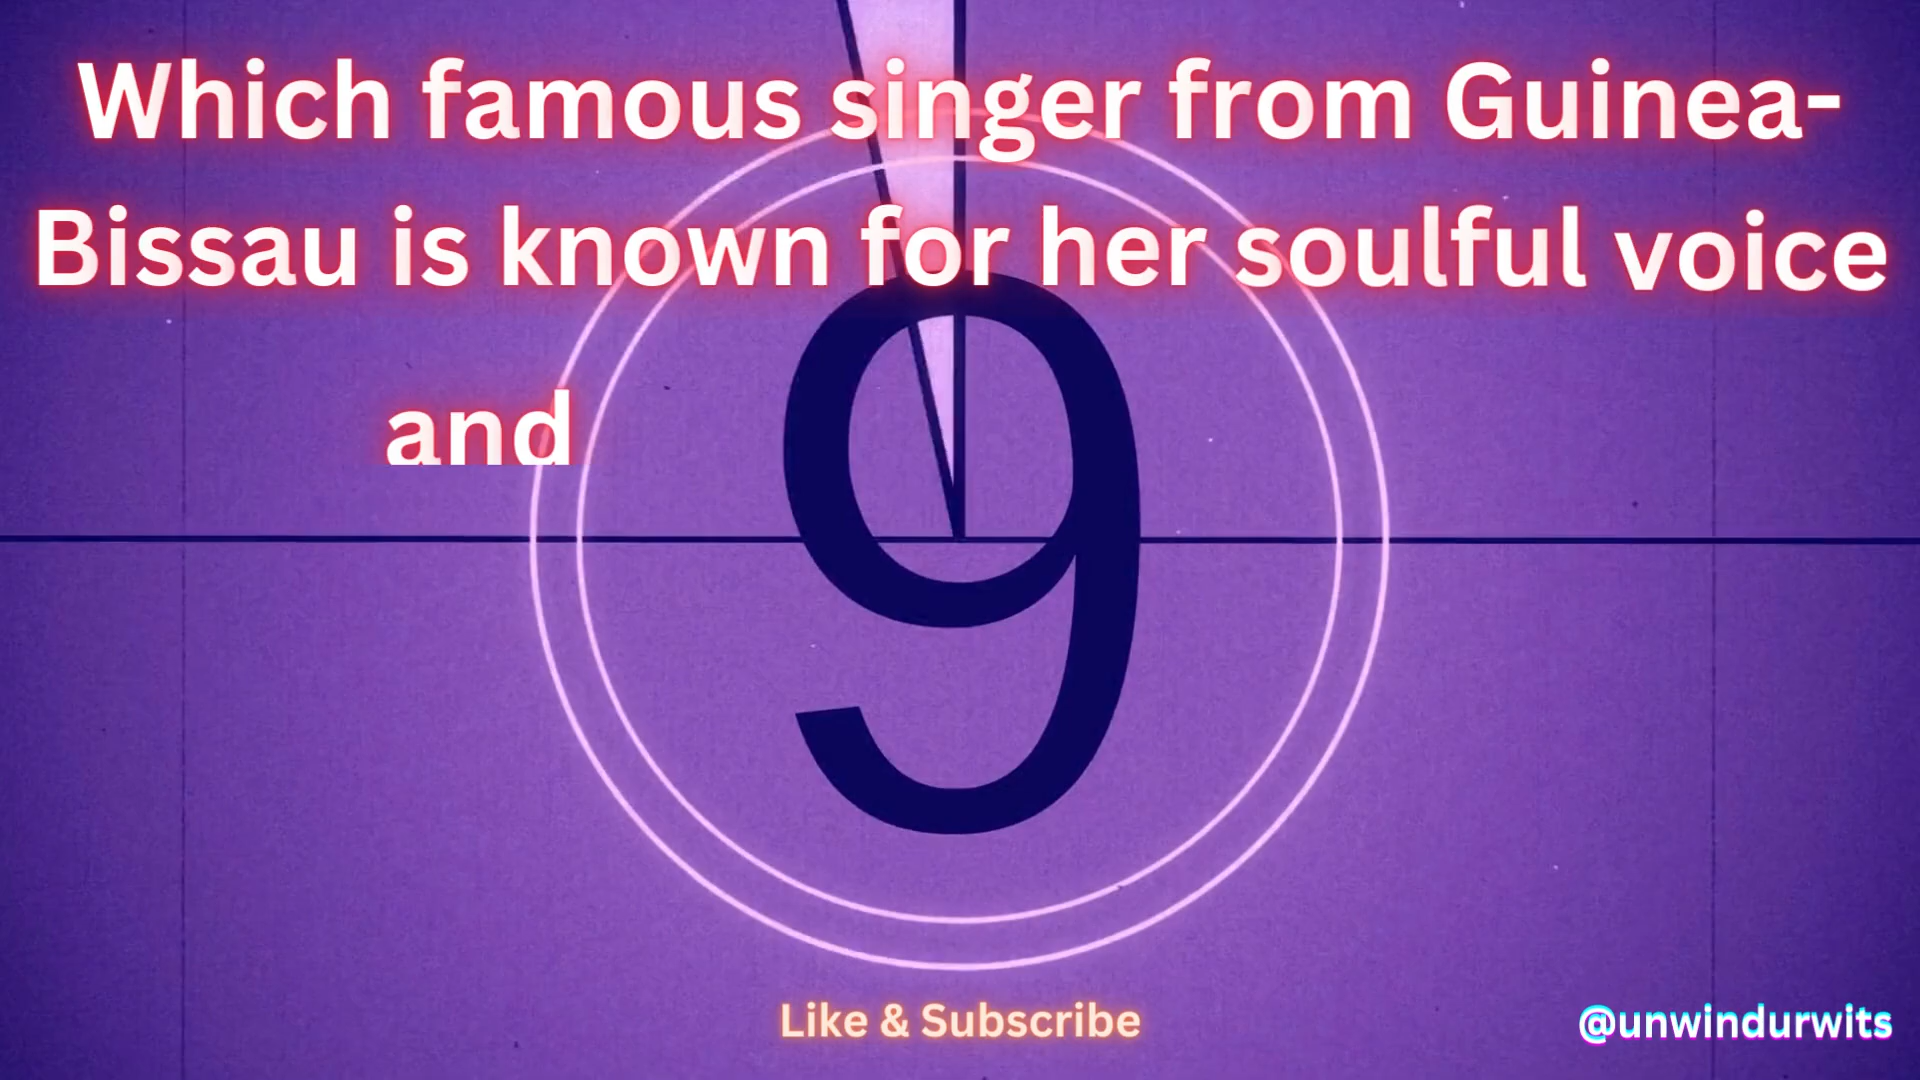 Which famous singer from Guinea-
Bissau is known for her soulful voice
and
9
Like & Subscribe
@unwindurwits